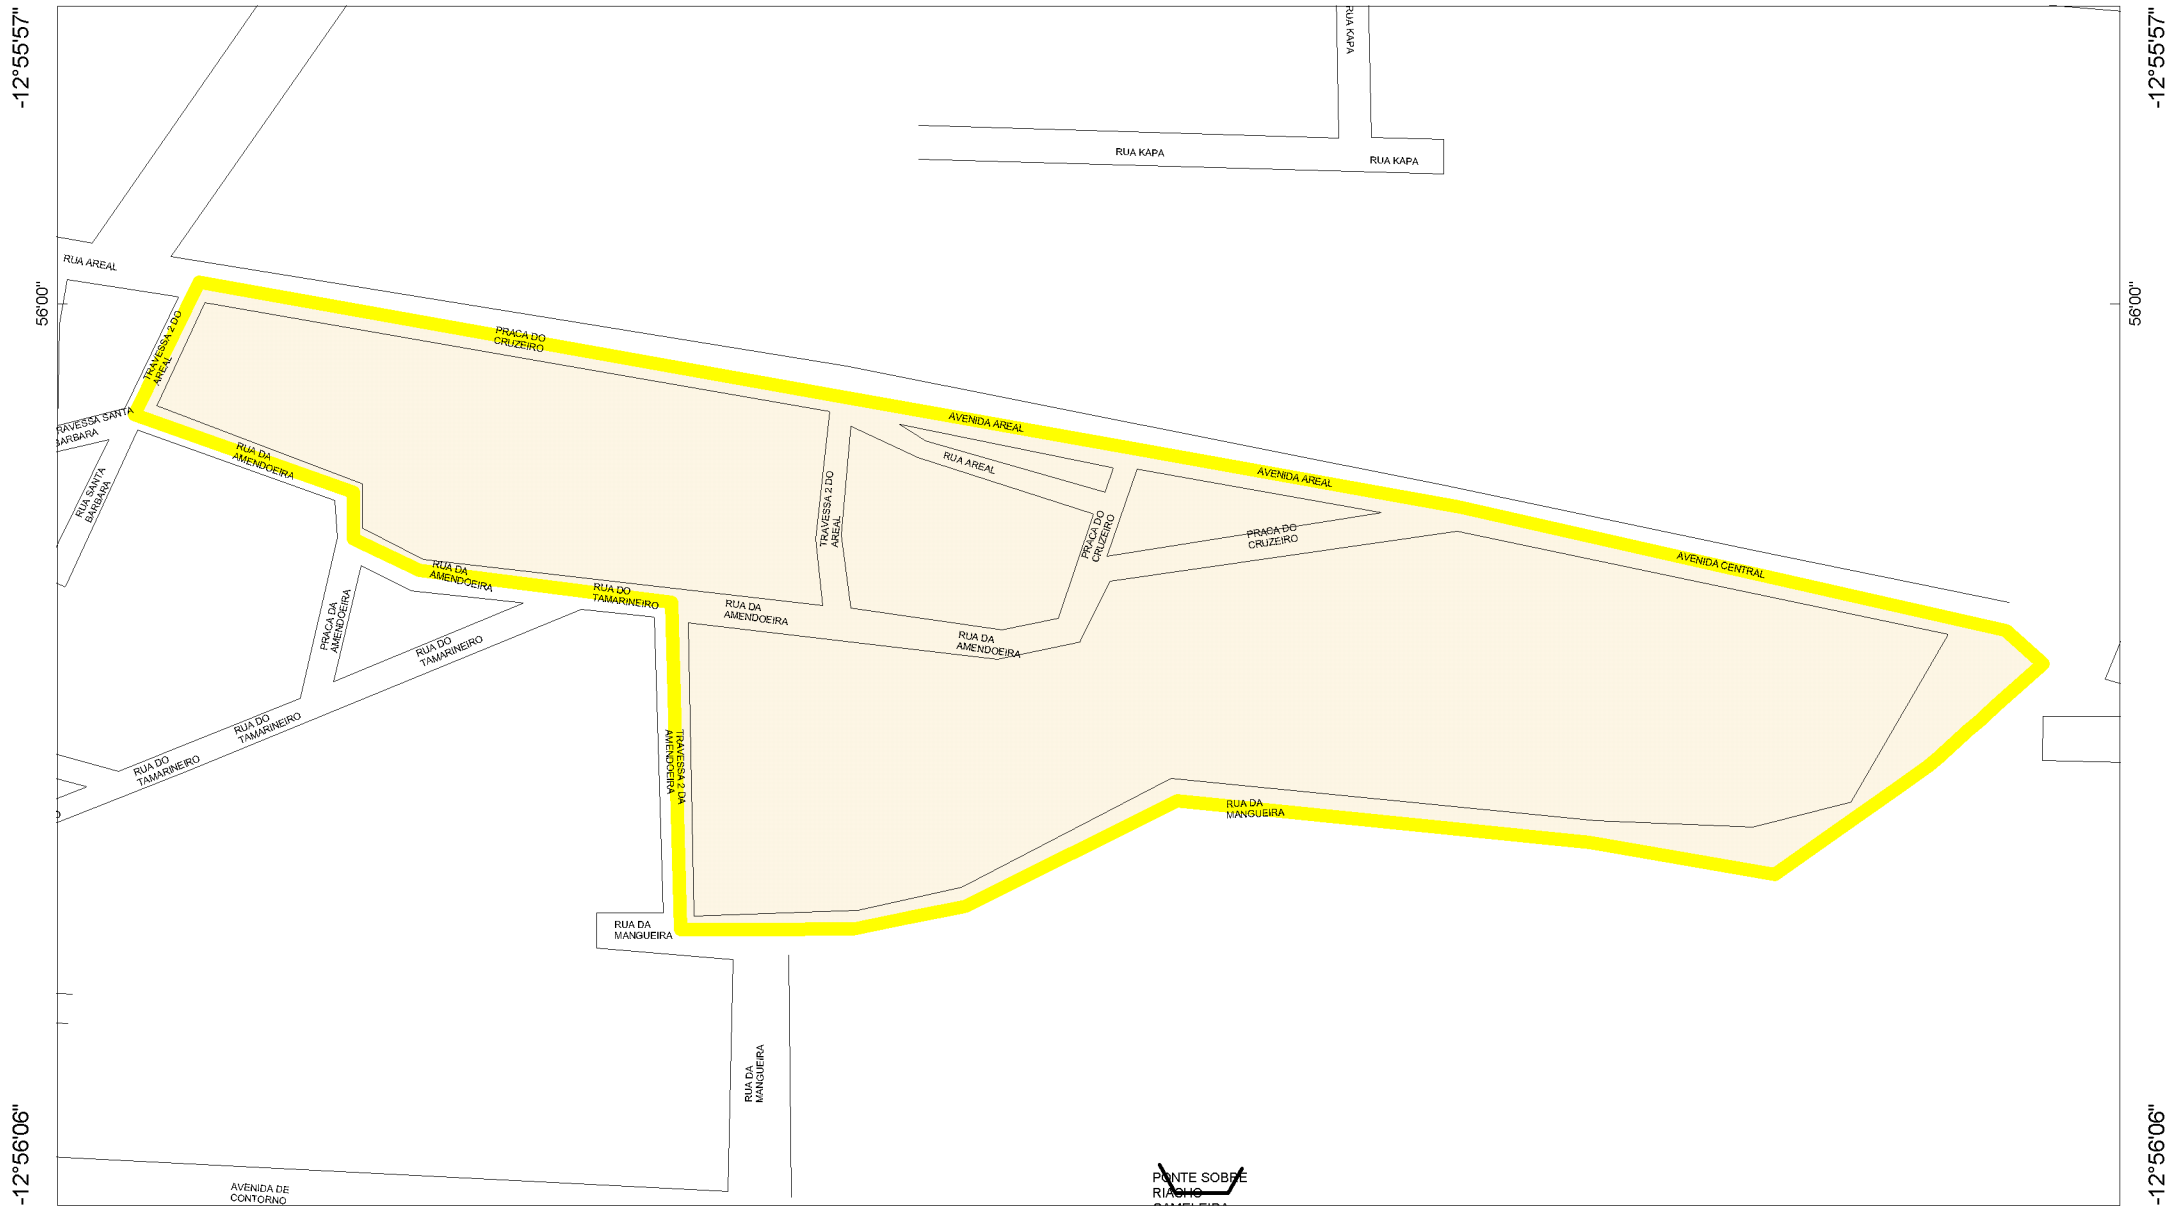 -12°55'57"
-12°55'57"
RUA KAPA
RUA KAPA
RUA KAPA
RUA AREAL
56'00"
56'00"
TRAVESSA 2 DO
AREAL
PRACA DO
CRUZEIRO
AVENIDA AREAL
AVENIDA AREAL
RAVESSA SANTA
BARBARA
RUA DA
AMENDOEIRA
RUA AREAL
RUA SANTA
BARBARA
TRAVESSA 2 DO
AREAL
PRACA DO
CRUZEIRO
PRACA DO
CRUZEIRO
AVENIDA CENTRAL
RUA DA
AMENDOEIRA
RUA DO
TAMARINEIRO
RUA DA
AMENDOEIRA
PRACA DA
AMENDOEIRA
RUA DO
TAMARINEIRO
RUA DA
AMENDOEIRA
RUA DO
TAMARINEIRO
RUA DO
TAMARINEIRO
TRAVESSA 2 DA
AMENDOEIRA
RUA DA
MANGUEIRA
RUA DA
MANGUEIRA
RUA DA
MANGUEIRA
-12°56'06"
-12°56'06"
AVENIDA DE
CONTORNO
PONTE SOBRE
RIACHO
CAMELEIRA